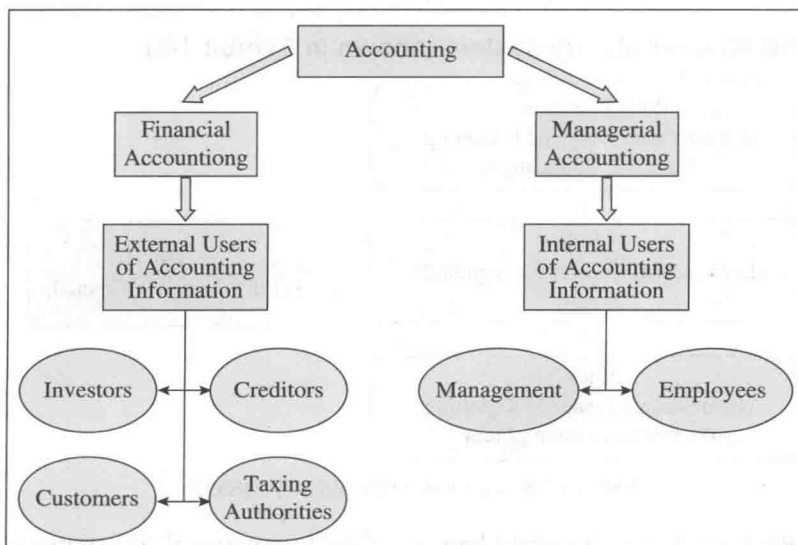 Accounting
Financial
Accountiong
Managerial
Accountiong
External Users
of Accounting
Information
Internal Users
of Accounting
Information
Investors
Creditors
Management
Employees
Customers
Taxing
Authorities